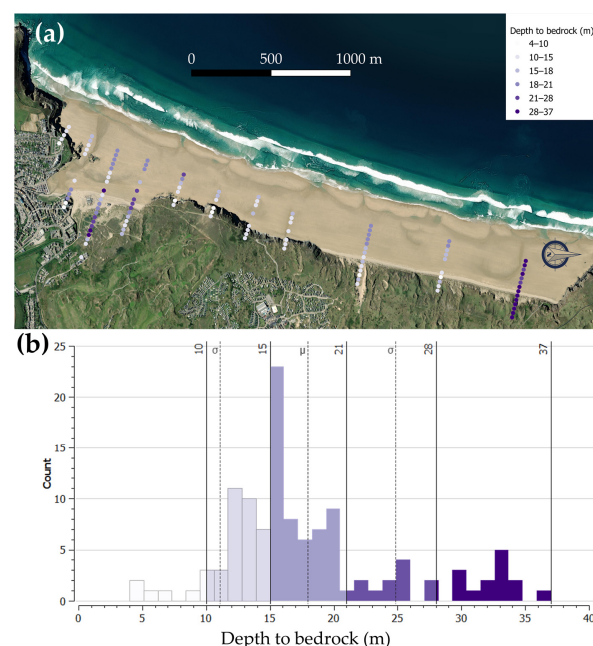 (a)
0 500 1000 m
Depth to bedrock (m)
4–10
10–15
15–18
18–21
21–28
28–37
(b)
25
20
15
10
5
0
Count
10 σ 15 μ 21 σ 28 37
0 5 10 15 20 25 30 35 40
Depth to bedrock (m)